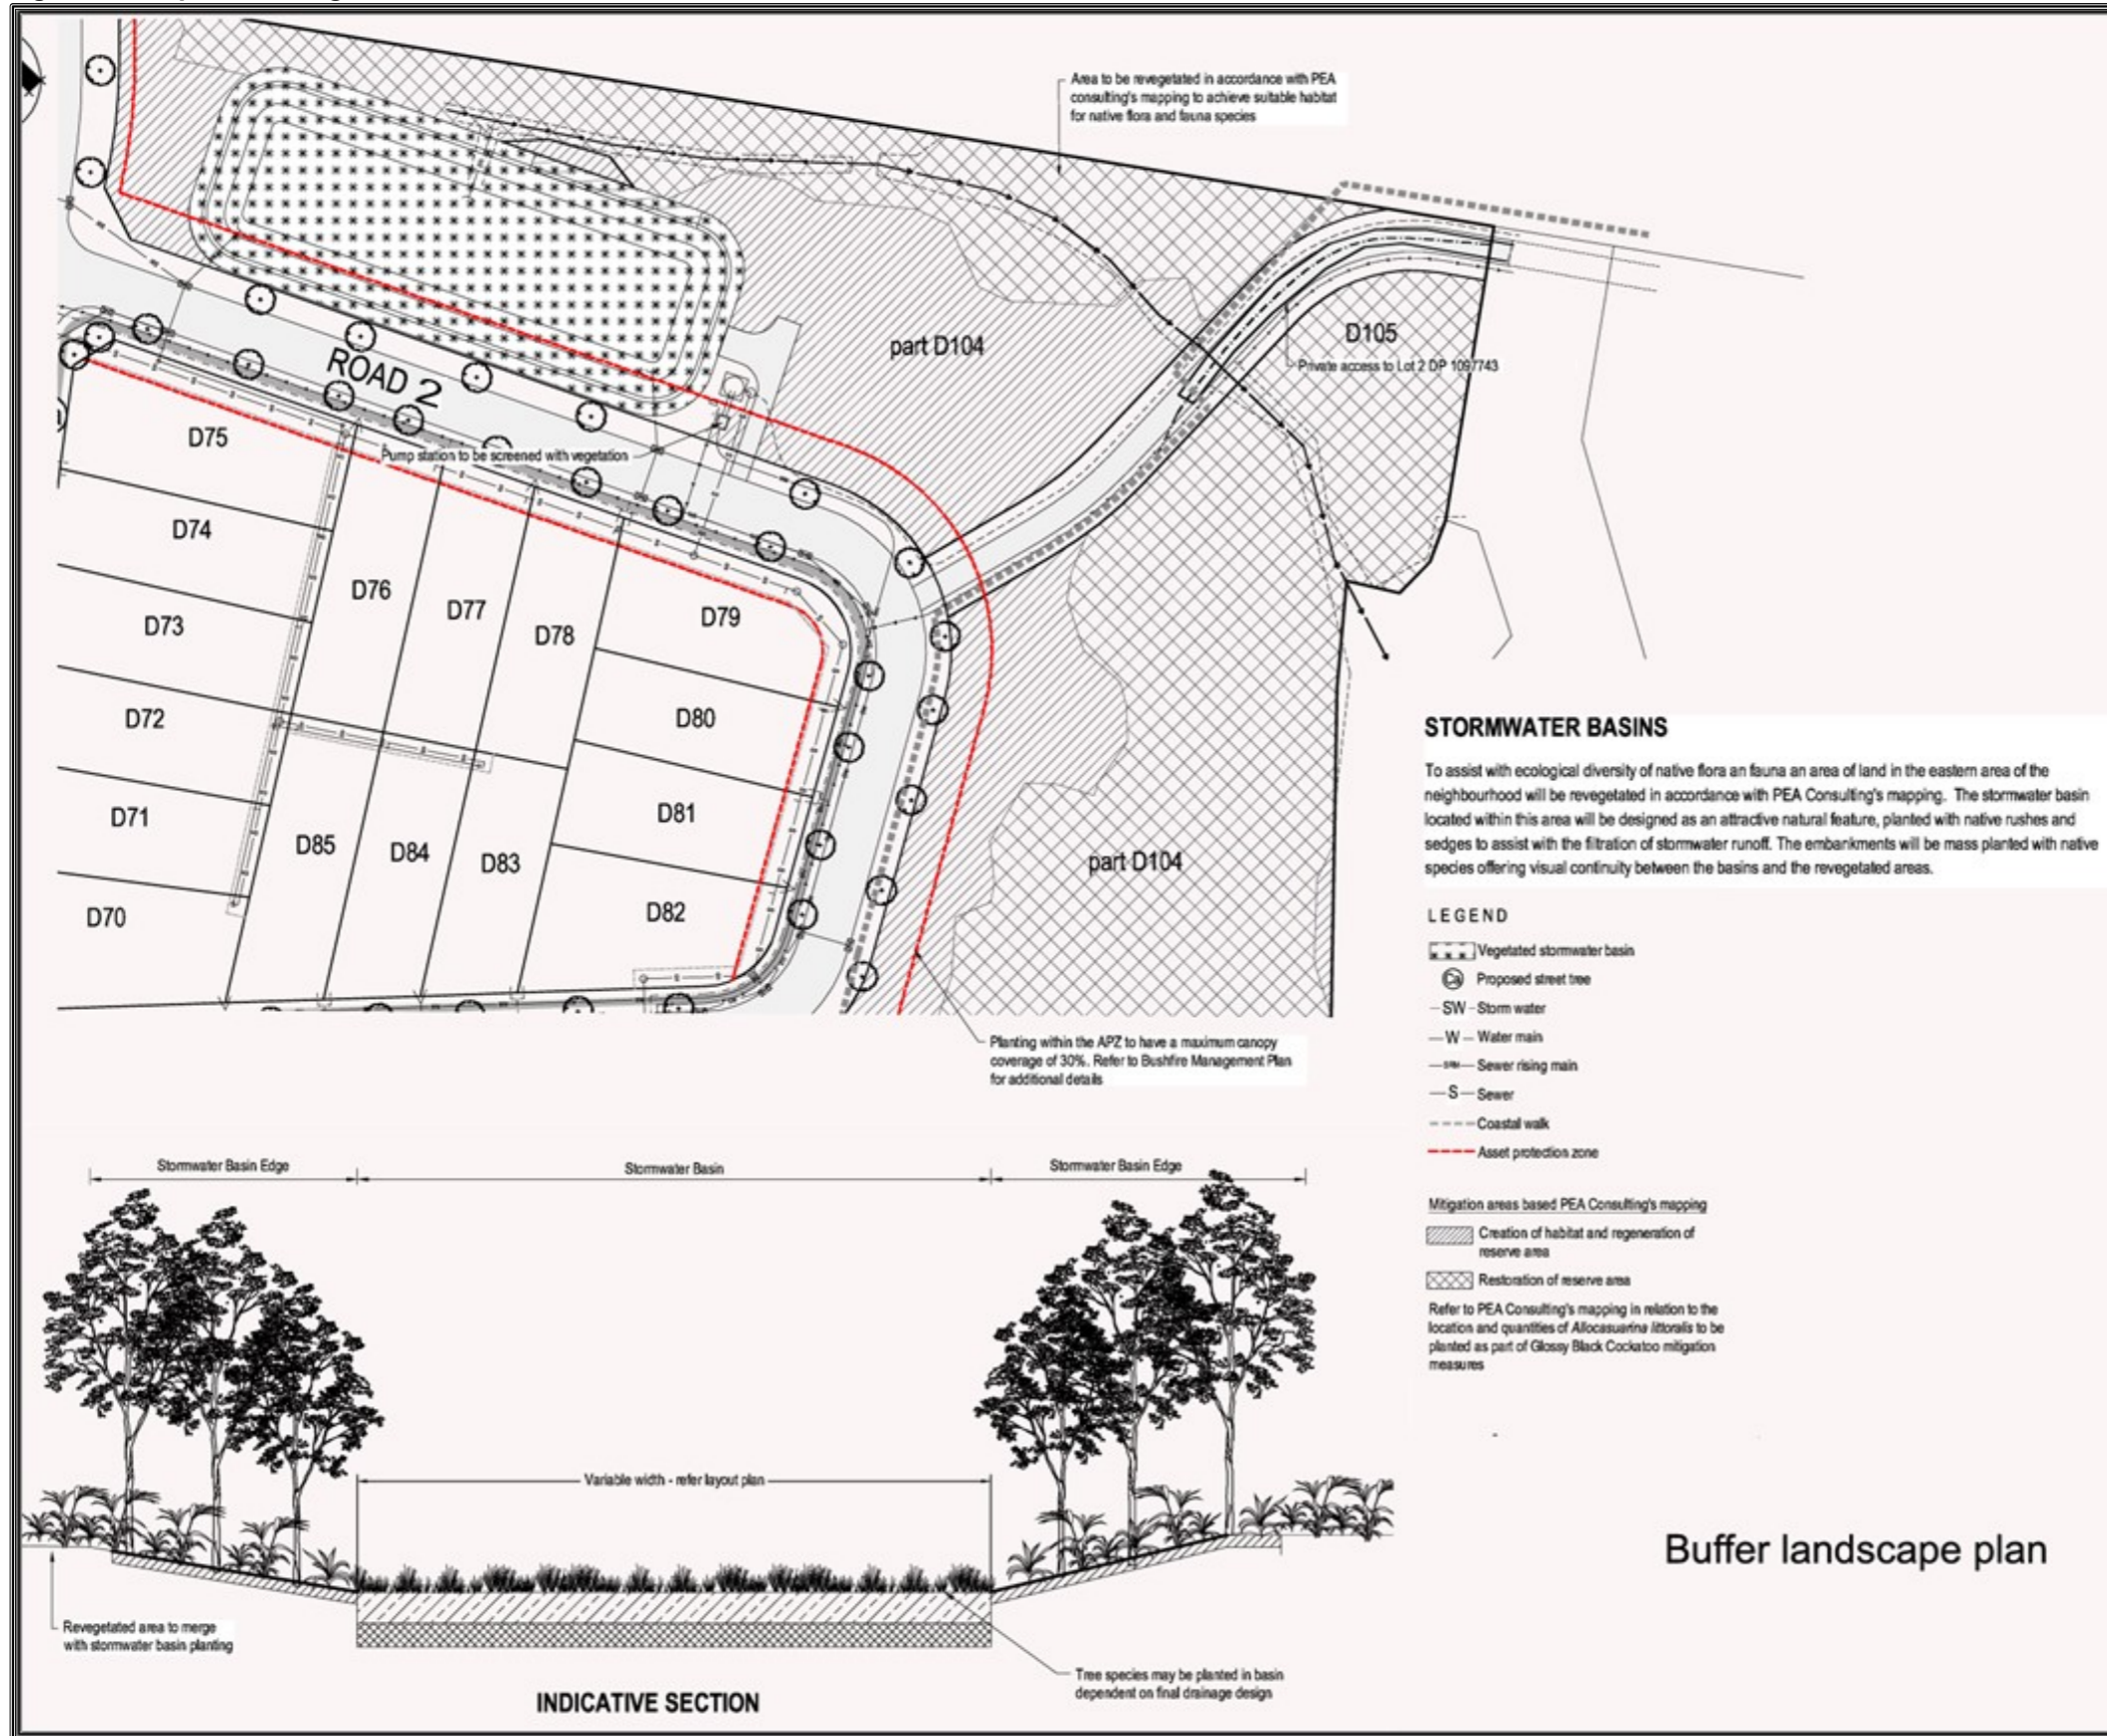 Area to be revegetated in accordance with PEA
consulting's mapping to achieve suitable habitat
for native flora and fauna species
part D104
D105
Private access to Lot 2 DP 1097743
ROAD 2
Pump station to be screened with vegetation
D75
D74
D73
D72
D71
D70
D76
D77
D78
D79
D80
D81
D82
D85
D84
D83
part D104
Planting within the APZ to have a maximum canopy
coverage of 30%. Refer to Bushfire Management Plan
for additional details
STORMWATER BASINS
To assist with ecological diversity of native flora an fauna an area of land in the eastern area of the
neighbourhood will be revegetated in accordance with PEA Consulting's mapping. The stormwater basin
located within this area will be designed as an attractive natural feature, planted with native rushes and
sedges to assist with the filtration of stormwater runoff. The embankments will be mass planted with native
species offering visual continuity between the basins and the revegetated areas.
LEGEND
Vegetated stormwater basin
Proposed street tree
SW Storm water
W Water main
SRM Sewer rising main
S Sewer
Coastal walk
Asset protection zone
Mitigation areas based PEA Consulting's mapping
Creation of habitat and regeneration of
reserve area
Restoration of reserve area
Refer to PEA Consulting's mapping in relation to the
location and quantities of Allocasuarina littoralis to be
planted as part of Glossy Black Cockatoo mitigation
measures
Stormwater Basin Edge
Stormwater Basin
Stormwater Basin Edge
Variable width - refer layout plan
Revegetated area to merge
with stormwater basin planting
Tree species may be planted in basin
dependent on final drainage design
INDICATIVE SECTION
Buffer landscape plan